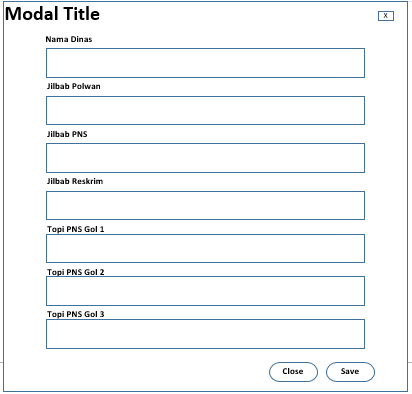 Modal Title
X
Nama Dinas
Jilbab Polwan
Jilbab PNS
Jilbab Reskrim
Topi PNS Gol 1
Topi PNS Gol 2
Topi PNS Gol 3
Close Save